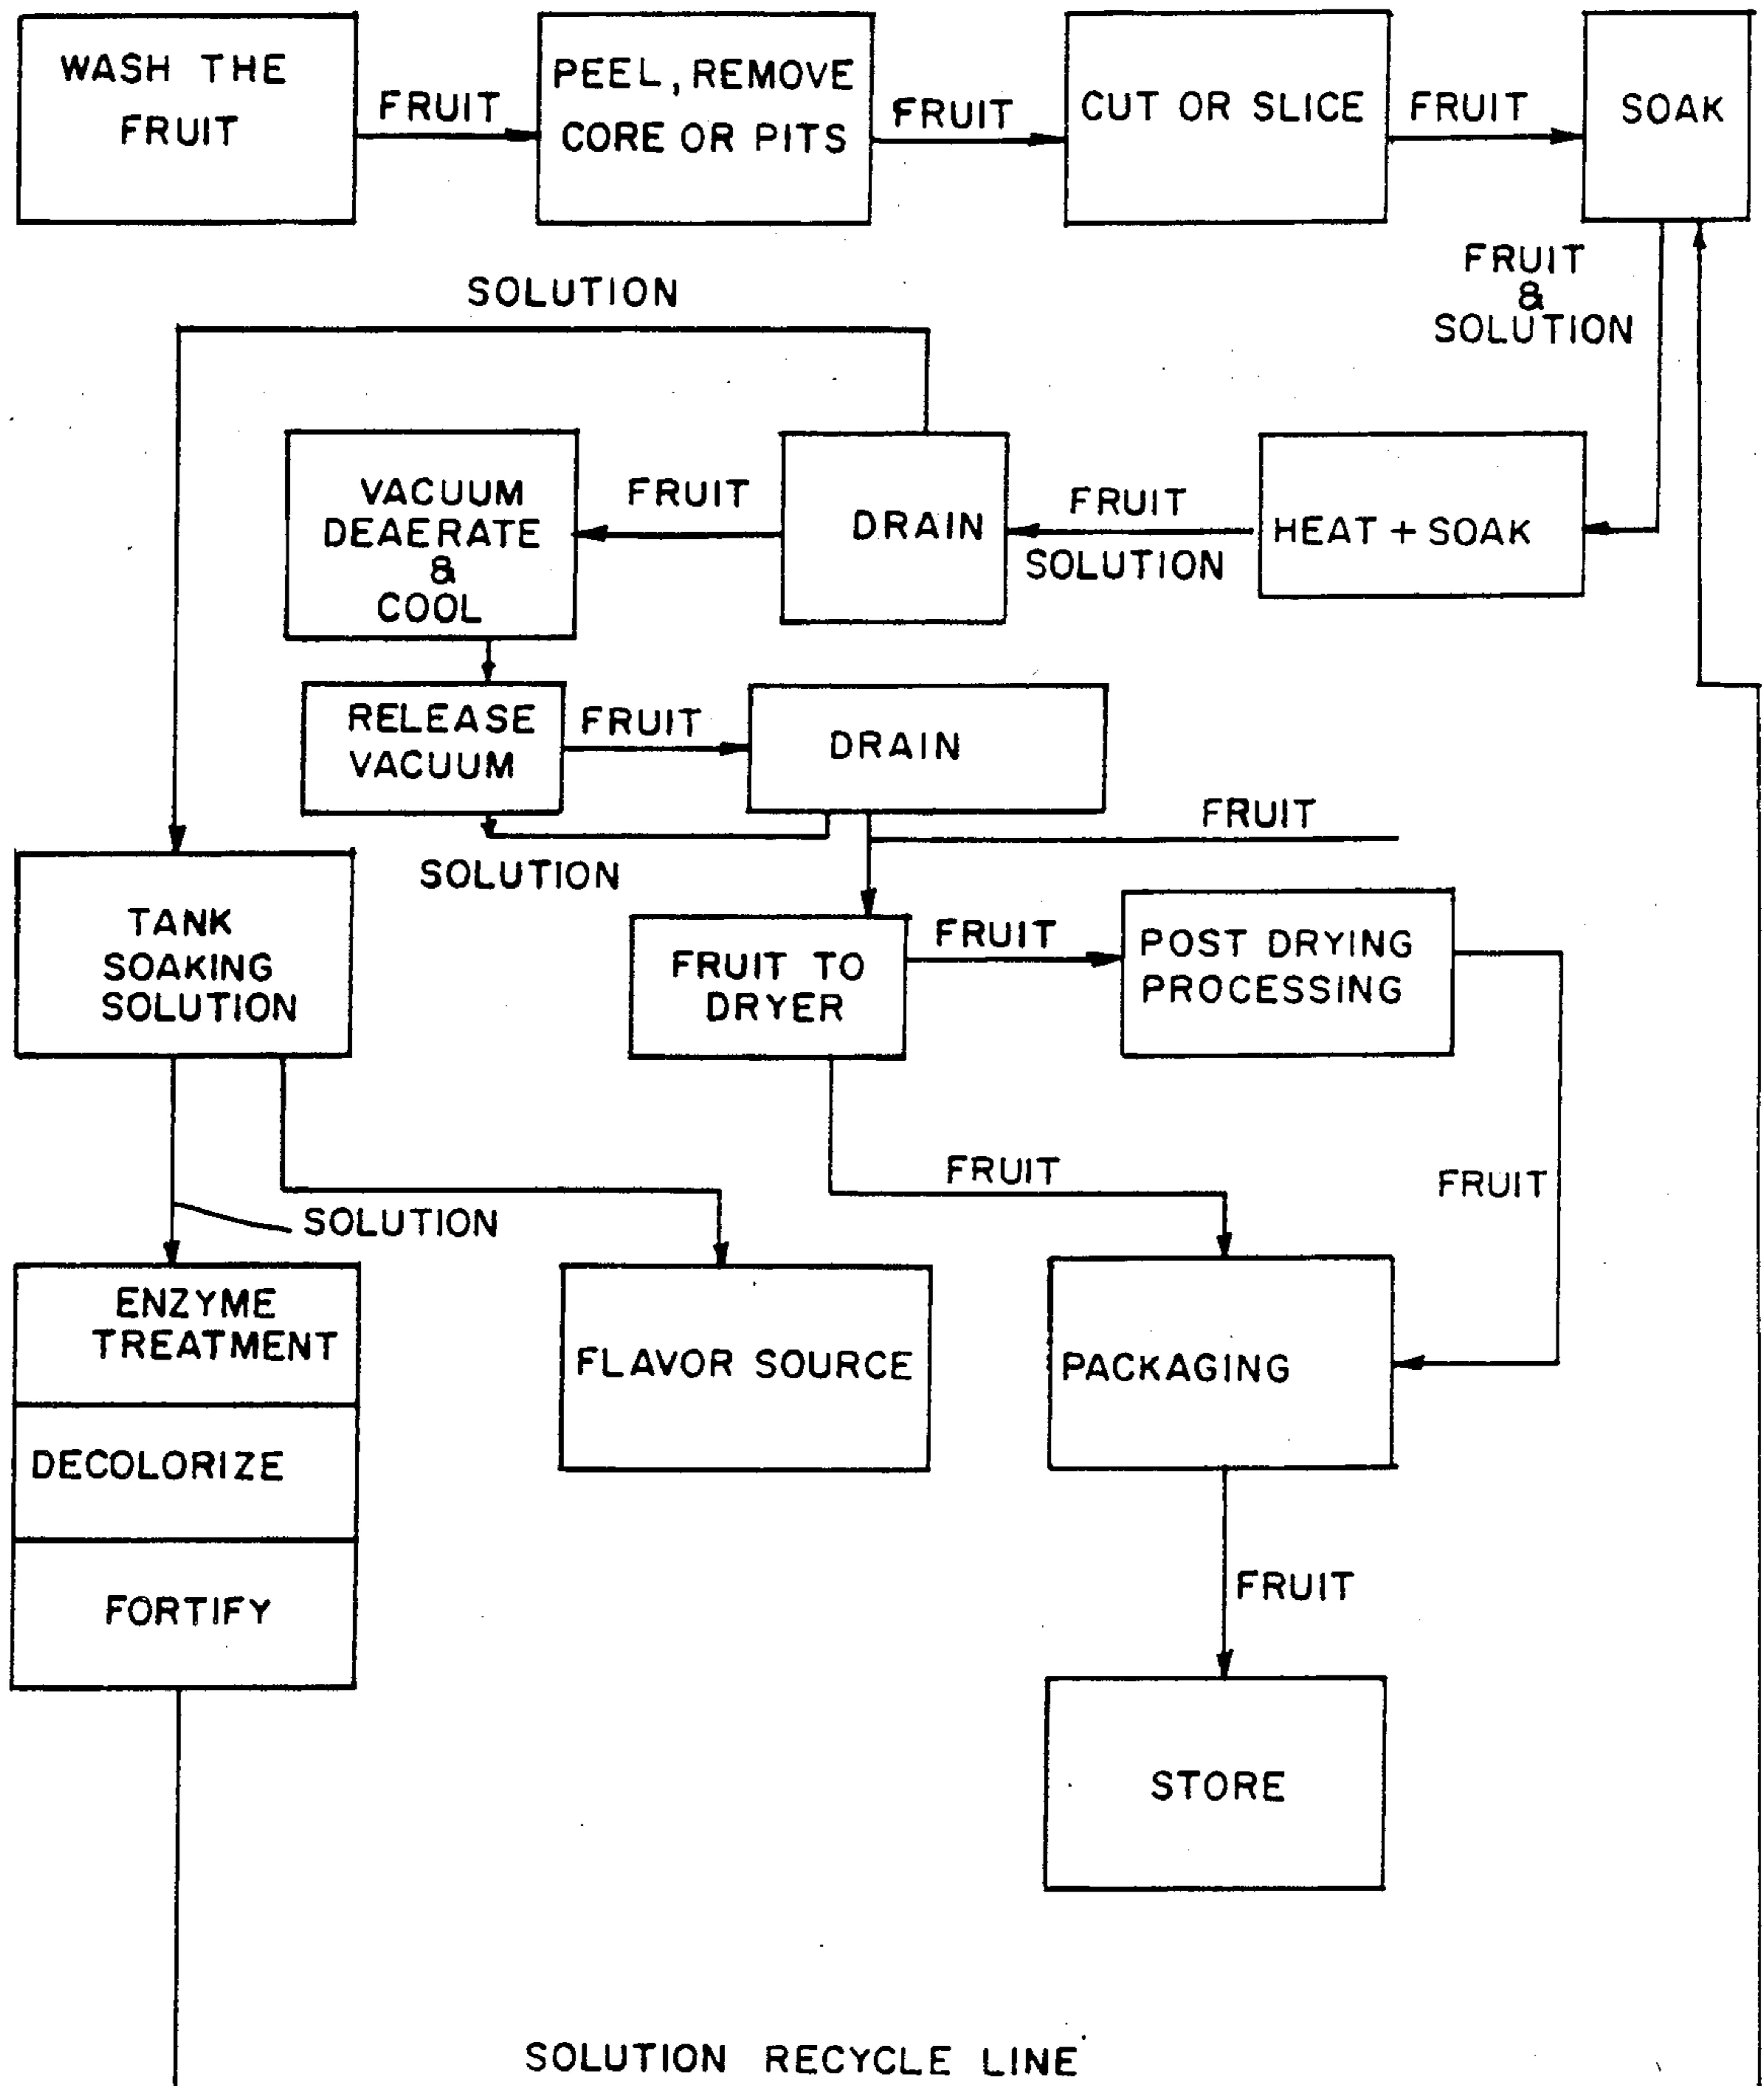 WASH THE
FRUIT
FRUIT
PEEL, REMOVE
CORE OR PITS
FRUIT
CUT OR SLICE
FRUIT
SOAK
FRUIT
&
SOLUTION
SOLUTION
VACUUM
DEAERATE
&
COOL
FRUIT
DRAIN
FRUIT
SOLUTION
HEAT + SOAK
RELEASE
VACUUM
FRUIT
DRAIN
FRUIT
SOLUTION
TANK
SOAKING
SOLUTION
FRUIT TO
DRYER
FRUIT
POST DRYING
PROCESSING
FRUIT
FRUIT
SOLUTION
ENZYME
TREATMENT
DECOLORIZE
FORTIFY
FLAVOR SOURCE
PACKAGING
FRUIT
STORE
SOLUTION RECYCLE LINE